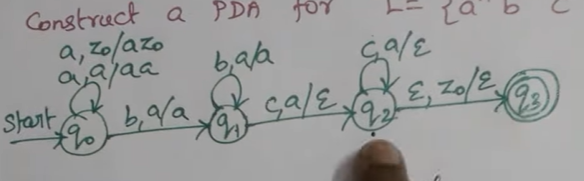 Construct a PDA for L= {a b c
a, z0/az0
a, a/aa
b, a/a
c, a/ε
Start
q0
b, a/a
q1
c, a/ε
q2
ε, z0/ε
q3